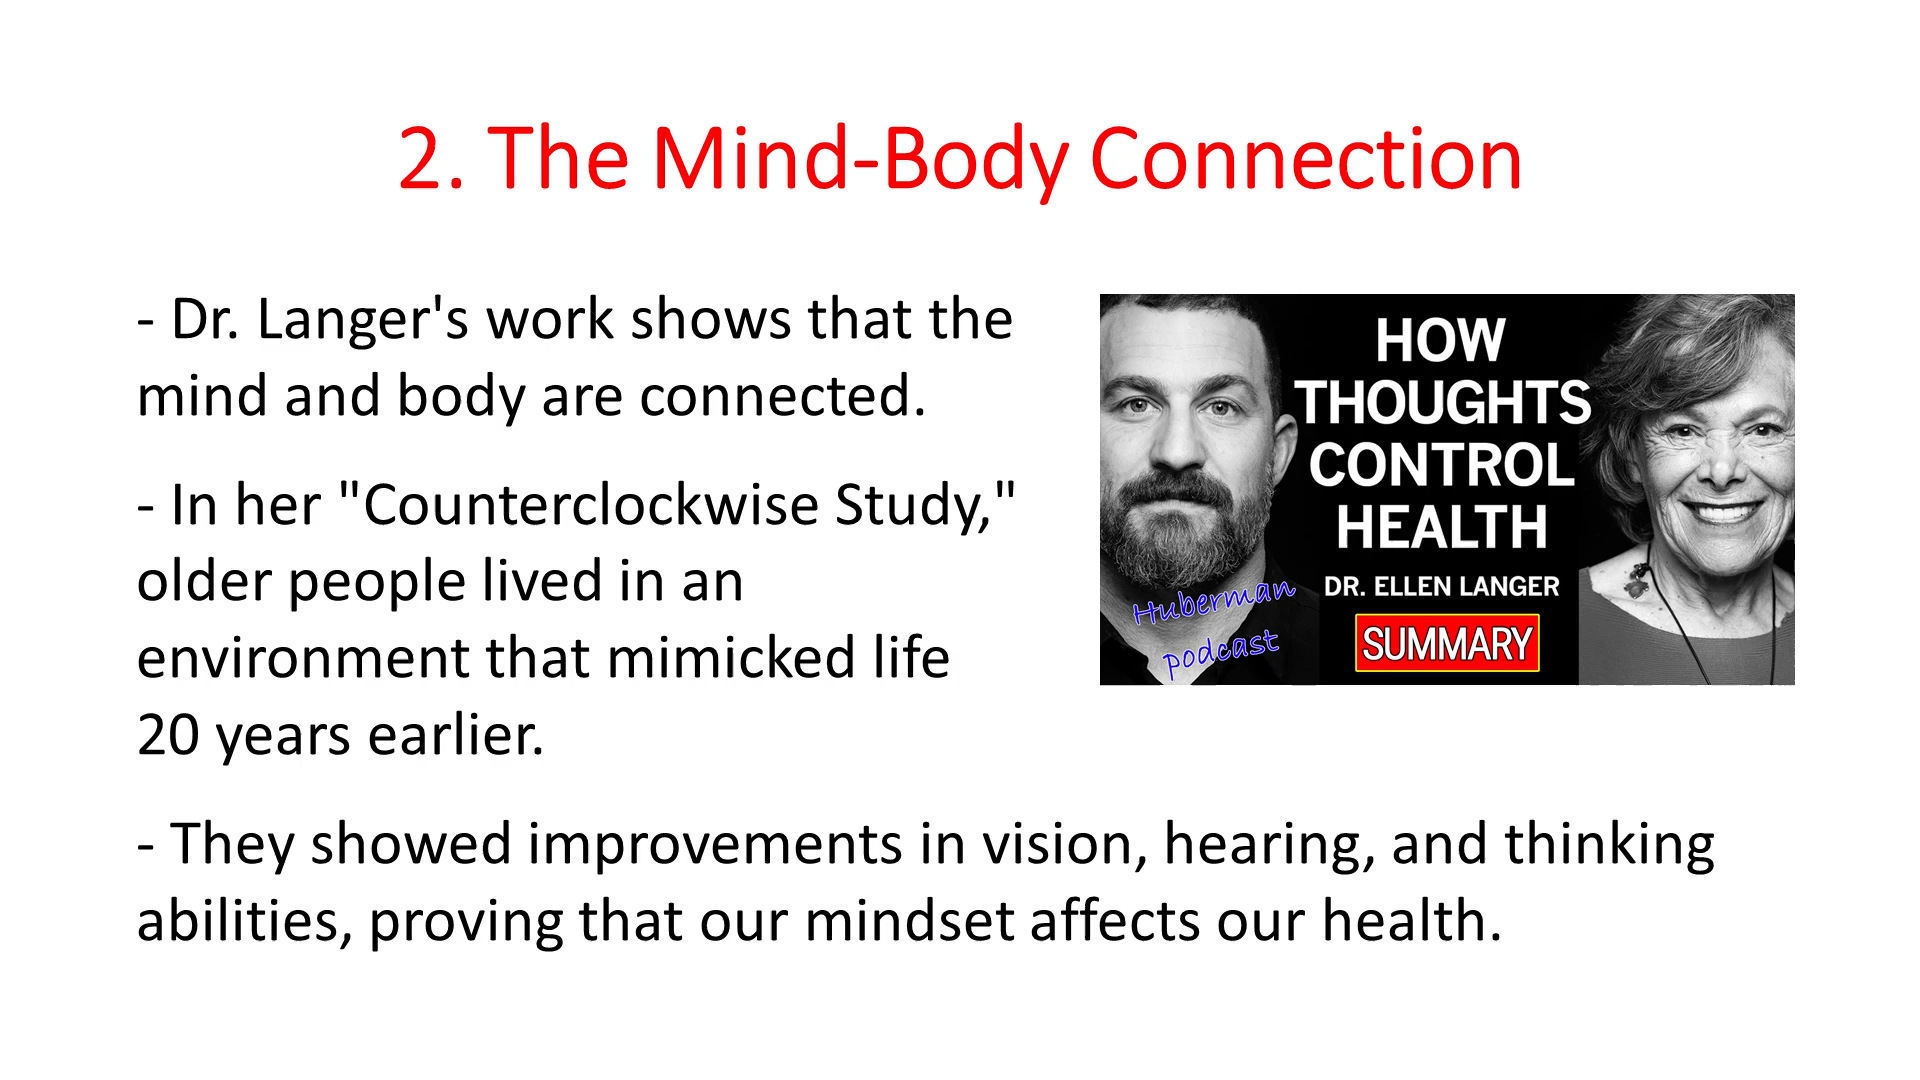 2. The Mind-Body Connection
- Dr. Langer's work shows that the
mind and body are connected.
- In her "Counterclockwise Study,"
older people lived in an
environment that mimicked life
20 years earlier.
- They showed improvements in vision, hearing, and thinking
abilities, proving that our mindset affects our health.
HOW
THOUGHTS
CONTROL
HEALTH
DR. ELLEN LANGER
SUMMARY
Huberman
podcast